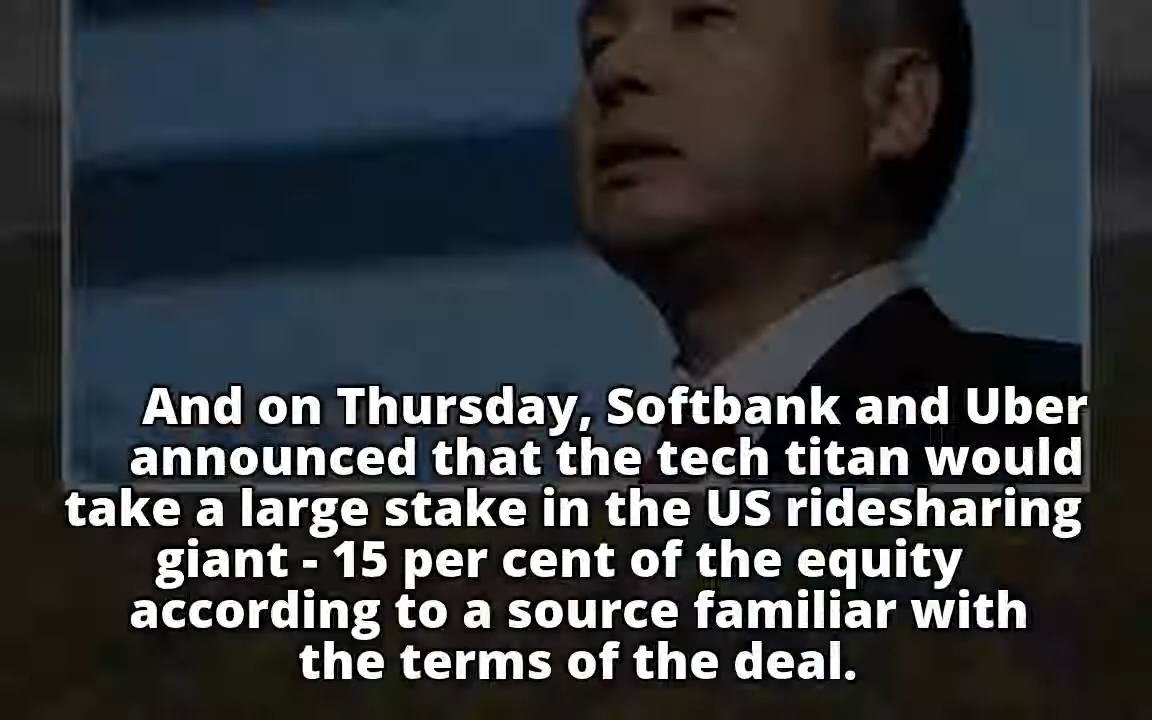 And on Thursday, Softbank and Uber
announced that the tech titan would
take a large stake in the US ridesharing
giant - 15 per cent of the equity
according to a source familiar with
the terms of the deal.